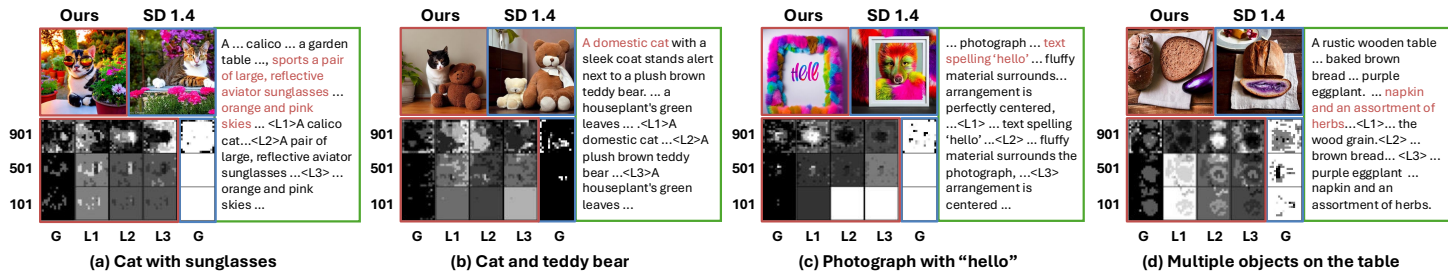 Ours SD 1.4
A ... calico ... a garden
table ..., sports a pair
of large, reflective
aviator sunglasses ...
orange and pink
skies ... <L1>A calico
cat...<L2>A pair of
large, reflective aviator
sunglasses ...<L3> ...
orange and pink
skies ...
901
501
101
G L1 L2 L3 G
(a) Cat with sunglasses
Ours SD 1.4
A domestic cat with a
sleek coat stands alert
next to a plush brown
teddy bear. ... a
houseplant's green
leaves ... .<L1>A
domestic cat ...<L2>A
plush brown teddy
bear ...<L3>A
houseplant's green
leaves ...
901
501
101
G L1 L2 L3 G
(b) Cat and teddy bear
Ours SD 1.4
Hell
... photograph ... text
spelling 'hello' ... fluffy
material surrounds...
arrangement is
perfectly centered,
...<L1> ... text spelling
'hello' ...<L2> ... fluffy
material surrounds the
photograph, ...<L3>
arrangement is
centered ...
901
501
101
G L1 L2 L3 G
(c) Photograph with "hello"
Ours SD 1.4
A rustic wooden table
... baked brown
bread ... purple
eggplant. ... napkin
and an assortment of
herbs...<L1>... the
wood grain.<L2> ...
brown bread... <L3> ...
purple eggplant ...
napkin and an
assortment of herbs.
901
501
101
G L1 L2 L3 G
(d) Multiple objects on the table